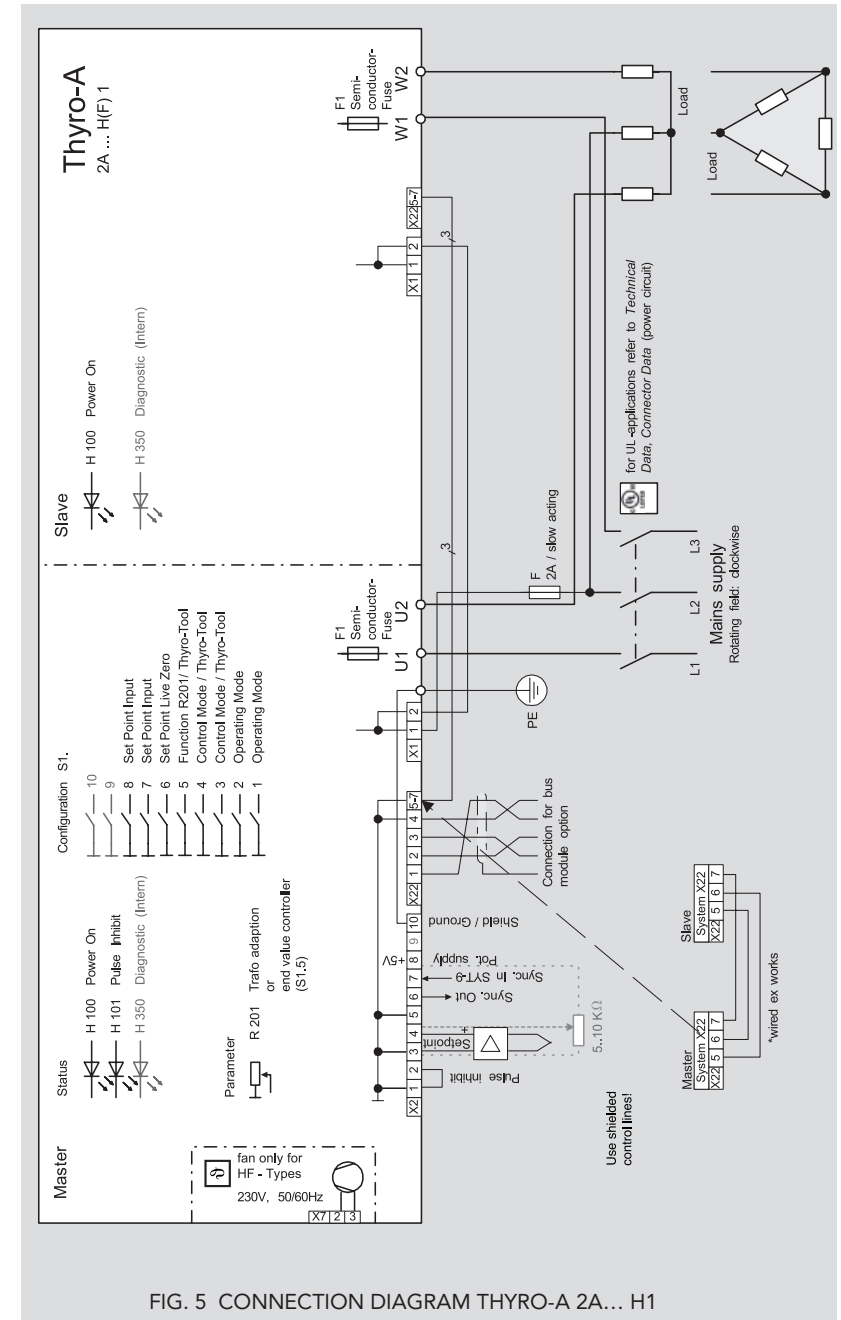 Thyro-A
2A ... H(F) 1
Master
Status
H 100 Power On
H 101 Pulse Inhibit
H 350 Diagnostic (Intern)
Parameter
R 201 Trafo adaption
or
end value controller
(S1.5)
fan only for
HF - Types
230V, 50/60Hz
X7 2 3
ϑ
Configuration S1.
10
9
8 Set Point Input
7 Set Point Input
6 Set Point Live Zero
5 Function R201/ Thyro-Tool
4 Control Mode / Thyro-Tool
3 Control Mode / Thyro-Tool
2 Operating Mode
1 Operating Mode
Slave
H 100 Power On
H 350 Diagnostic (Intern)
X2 1 2 3 4 5 6 7 8 9 10
Pulse inhibit
Setpoint
+
Sync. Out
Sync. In SYT-9
Pot. supply
+5V
Shield / Ground
5..10 KΩ
X22 1 2 3 4 5-7
Connection for bus
module option
X1 1 2
PE
F1
Semi-
conductor-
Fuse
U1 U2
F
2A / slow acting
3
X1 1 2
X22 5-7
3
F1
Semi-
conductor-
Fuse
W1 W2
Use shielded
control lines!
Master
System X22
X22 5 6 7
Slave
System X22
X22 5 6 7
*wired ex works
L1 L2 L3
Mains supply
Rotating field: clockwise
UL
LISTED
for UL-applications refer to Technical
Data, Connector Data (power circuit)
Load
Load
FIG. 5 CONNECTION DIAGRAM THYRO-A 2A… H1